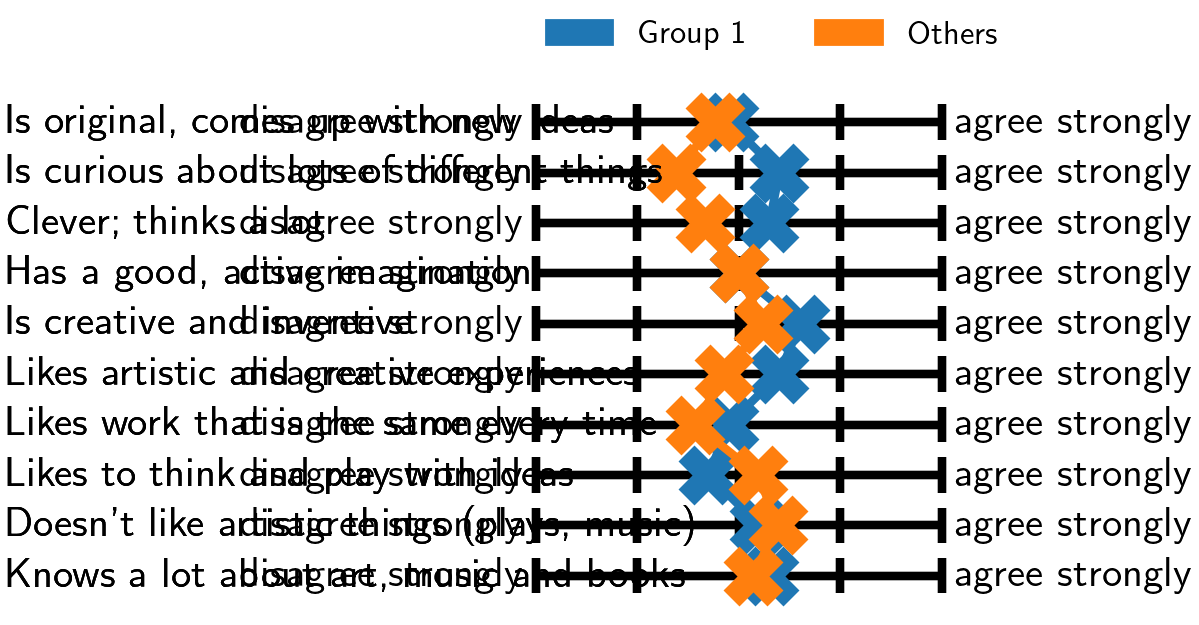 Group 1 Others
Is original, comes up with new ideas disagree strongly agree strongly
Is curious about lots of different things disagree strongly agree strongly
Clever; thinks a lot disagree strongly agree strongly
Has a good, active imagination disagree strongly agree strongly
Is creative and inventive disagree strongly agree strongly
Likes artistic and creative experiences disagree strongly agree strongly
Likes work that is the same every time disagree strongly agree strongly
Likes to think and play with ideas disagree strongly agree strongly
Doesn't like artistic things (plays, music) disagree strongly agree strongly
Knows a lot about art, music and books disagree strongly agree strongly